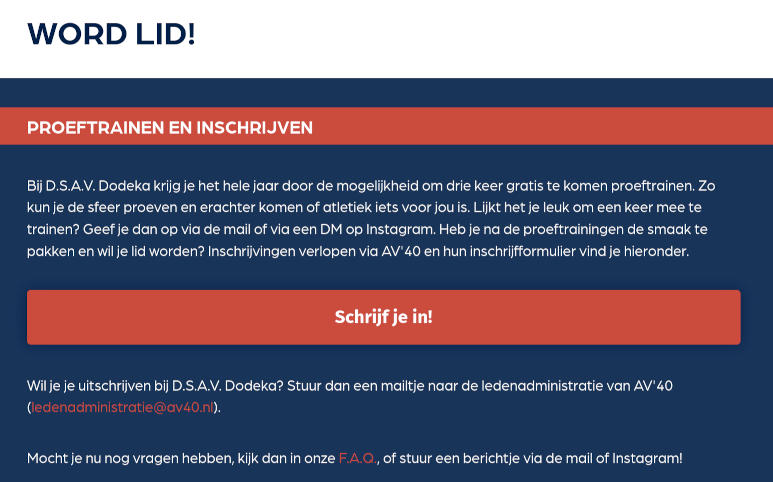 WORD LID!
PROEFTRAINEN EN INSCHRIJVEN
Bij D.S.A.V. Dodeka krijg je het hele jaar door de mogelijkheid om drie keer gratis te komen proeftrainen. Zo
kun je de sfeer proeven en erachter komen of atletiek iets voor jou is. Lijkt het je leuk om een keer mee te
trainen? Geef je dan op via de mail of via een DM op Instagram. Heb je na de proeftrainingen de smaak te
pakken en wil je lid worden? Inschrijvingen verlopen via AV'40 en hun inschrijfformulier vind je hieronder.
Schrijf je in!
Wil je je uitschrijven bij D.S.A.V. Dodeka? Stuur dan een mailtje naar de ledenadministratie van AV'40
(ledenadministratie@av40.nl).
Mocht je nu nog vragen hebben, kijk dan in onze F.A.Q., of stuur een berichtje via de mail of Instagram!